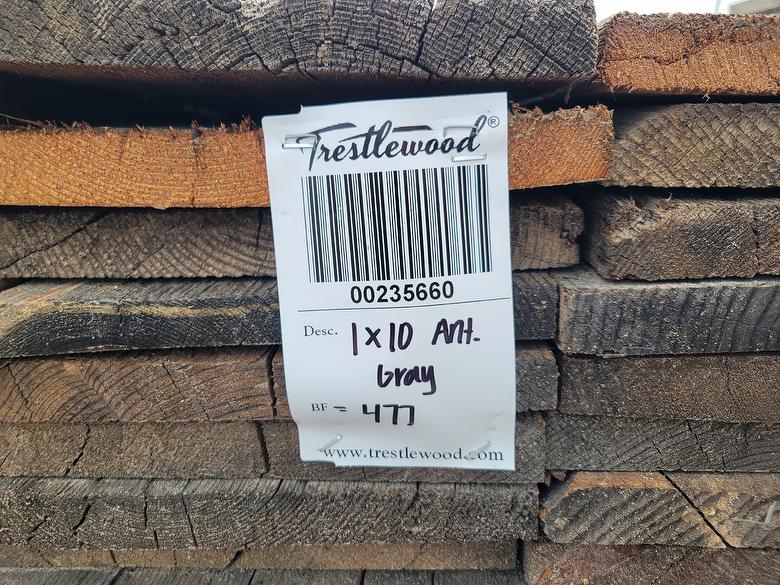 Trestlewood®
00235660
Desc. 1x10 Ant.
Gray
BF = 477
www.trestlewood.com